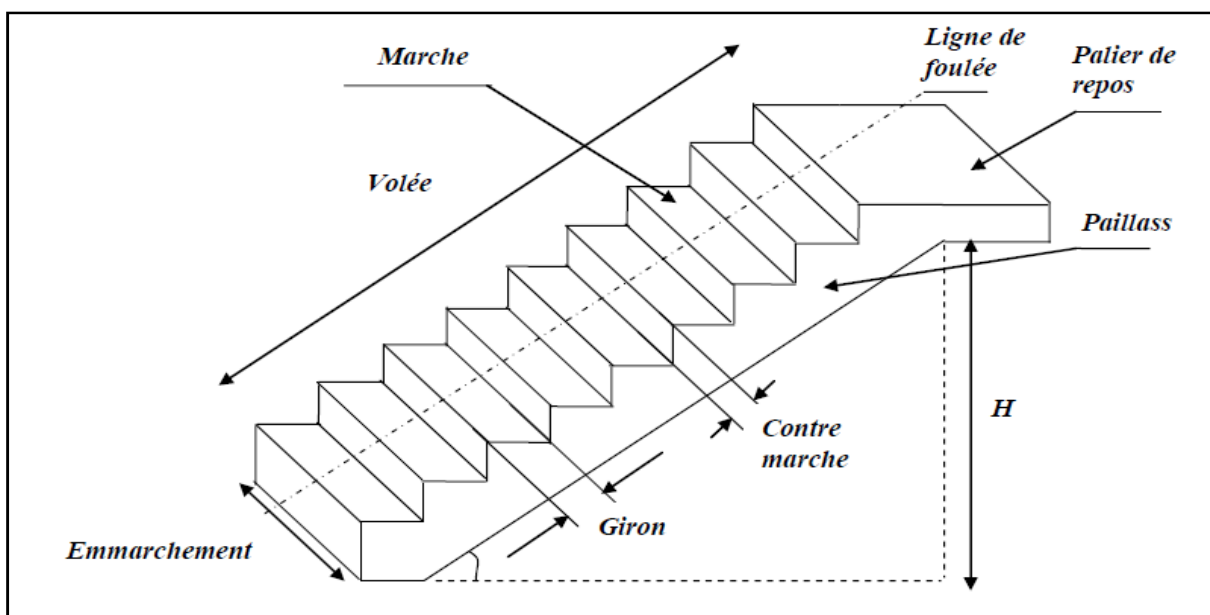 Marche
Ligne de
foulée
Palier de
repos
Volée
Paillass
Contre
marche
H
Giron
Emmarchement